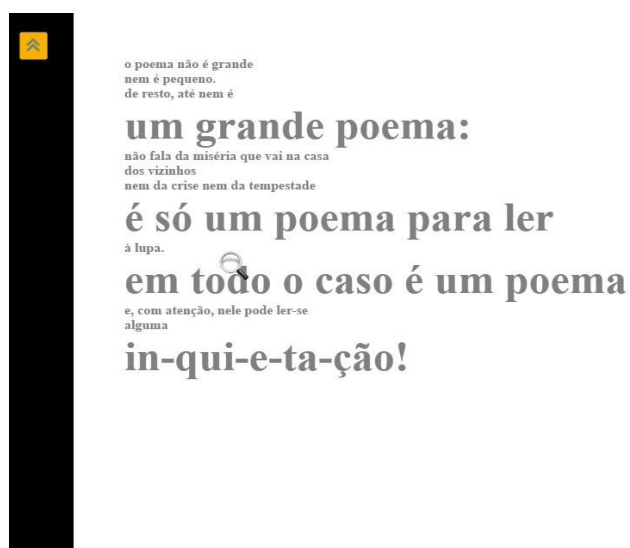 o poema não é grande
nem é pequeno.
de resto, até nem é
um grande poema:
não fala da miséria que vai na casa
dos vizinhos
nem da crise nem da tempestade
é só um poema para ler
à lupa.
em todo o caso é um poema
e, com atenção, nele pode ler-se
alguma
in-qui-e-ta-ção!